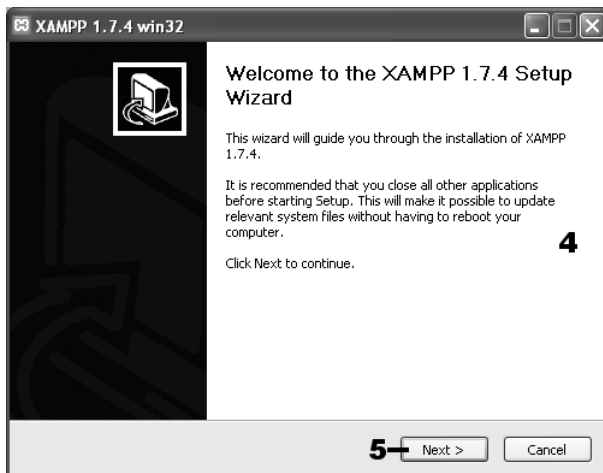 XAMPP 1.7.4 win32
Welcome to the XAMPP 1.7.4 Setup
Wizard
This wizard will guide you through the installation of XAMPP
1.7.4.
It is recommended that you close all other applications
before starting Setup. This will make it possible to update
relevant system files without having to reboot your
computer.
4
Click Next to continue.
5
Next >
Cancel